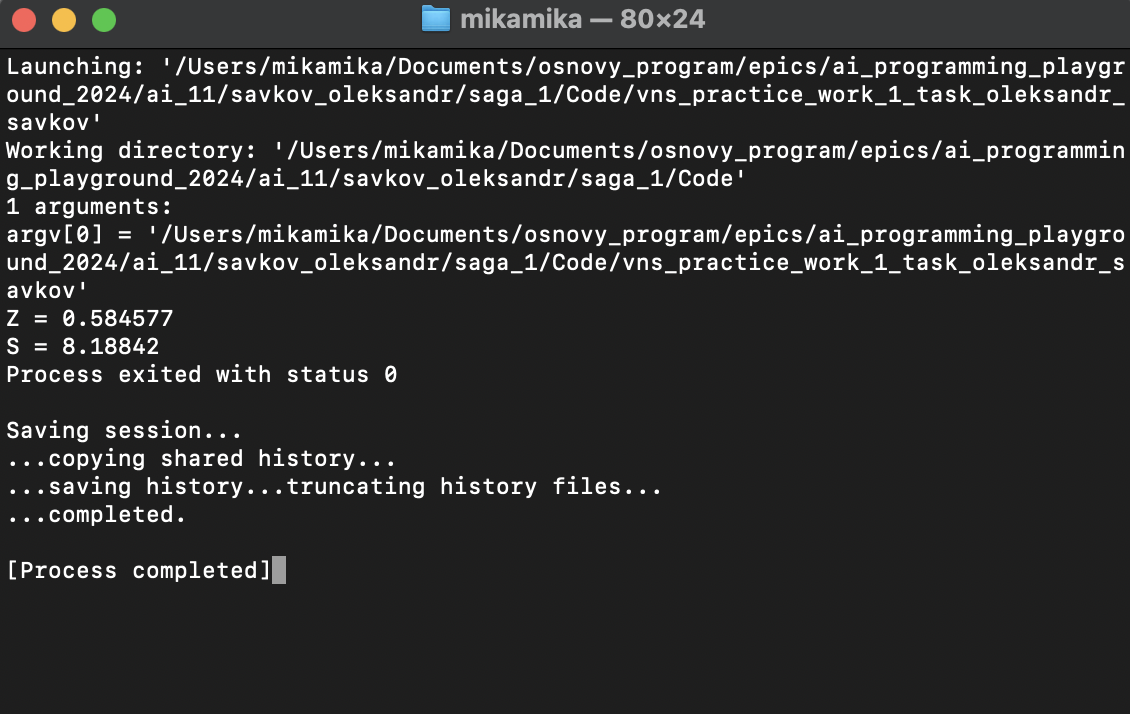 mikamika — 80×24
Launching: '/Users/mikamika/Documents/osnovy_program/epics/ai_programming_playgr
ound_2024/ai_11/savkov_oleksandr/saga_1/Code/vns_practice_work_1_task_oleksandr_
savkov'
Working directory: '/Users/mikamika/Documents/osnovy_program/epics/ai_programmin
g_playground_2024/ai_11/savkov_oleksandr/saga_1/Code'
1 arguments:
argv[0] = '/Users/mikamika/Documents/osnovy_program/epics/ai_programming_playgro
und_2024/ai_11/savkov_oleksandr/saga_1/Code/vns_practice_work_1_task_oleksandr_s
avkov'
Z = 0.584577
S = 8.18842
Process exited with status 0
Saving session...
...copying shared history...
...saving history...truncating history files...
...completed.
[Process completed]